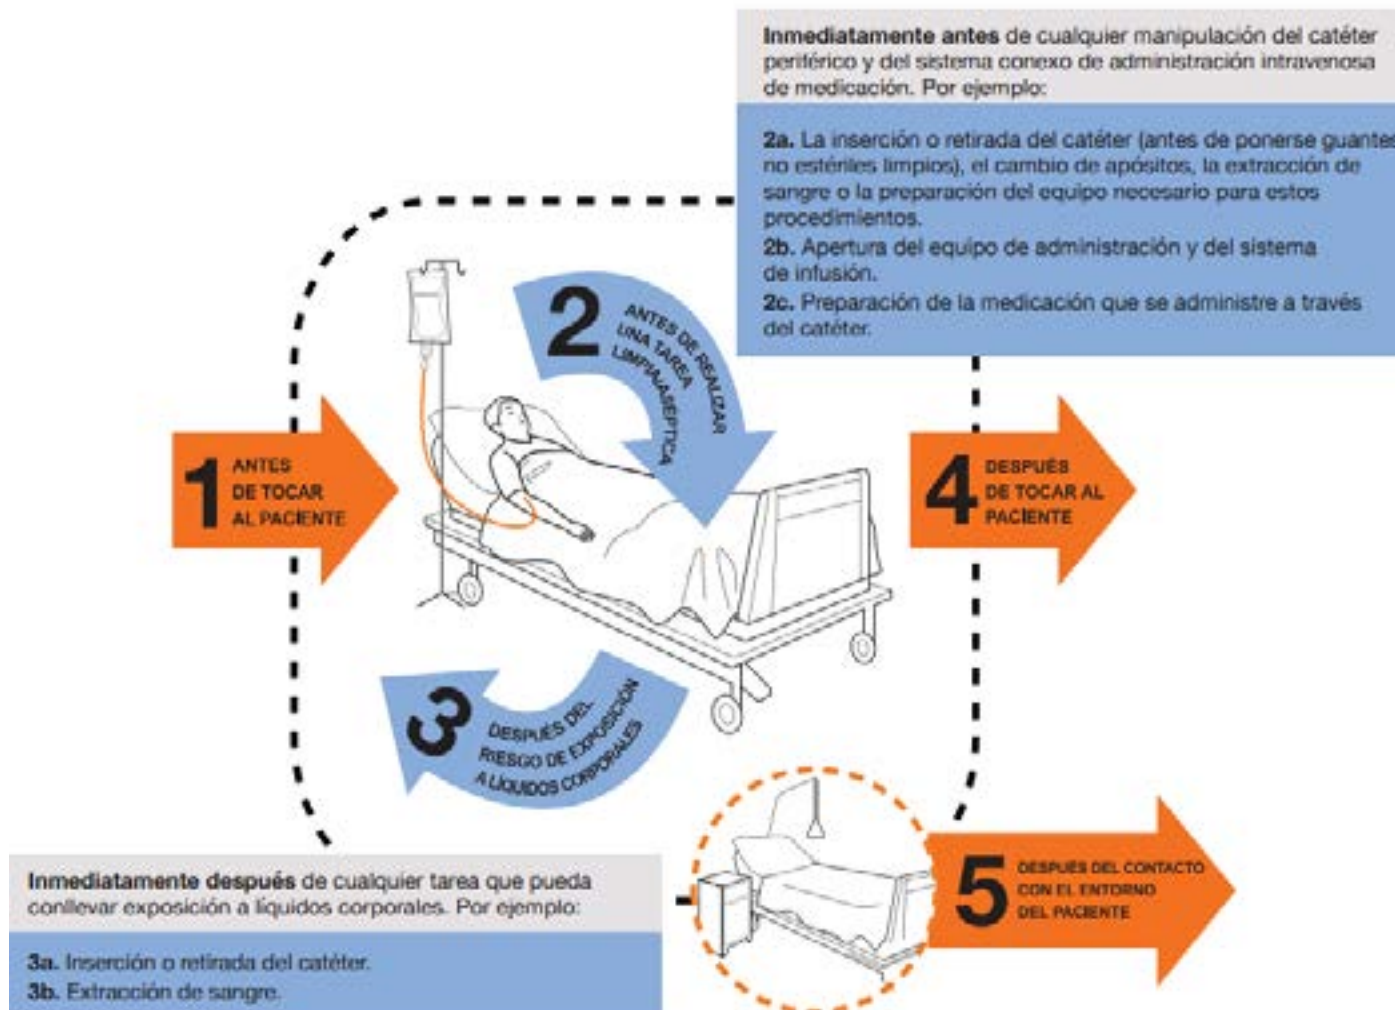 Inmediatamente antes de cualquier manipulación del catéter
periférico y del sistema conexo de administración intravenosa
de medicación. Por ejemplo:
2a. La inserción o retirada del catéter (antes de ponerse guantes
no estériles limpios), el cambio de apósitos, la extracción de
sangre o la preparación del equipo necesario para estos
procedimientos.
2b. Apertura del equipo de administración y del sistema
de infusión.
2c. Preparación de la medicación que se administre a través
del catéter.
2
ANTES DE REALIZAR
UNA TAREA
LIMPIA/ASÉPTICA
1
ANTES
DE TOCAR
AL PACIENTE
4
DESPUÉS
DE TOCAR AL
PACIENTE
3
DESPUÉS DEL
RIESGO DE EXPOSICIÓN
A LÍQUIDOS CORPORALES
5
DESPUÉS DEL CONTACTO
CON EL ENTORNO
DEL PACIENTE
Inmediatamente después de cualquier tarea que pueda
conllevar exposición a líquidos corporales. Por ejemplo:
3a. Inserción o retirada del catéter.
3b. Extracción de sangre.